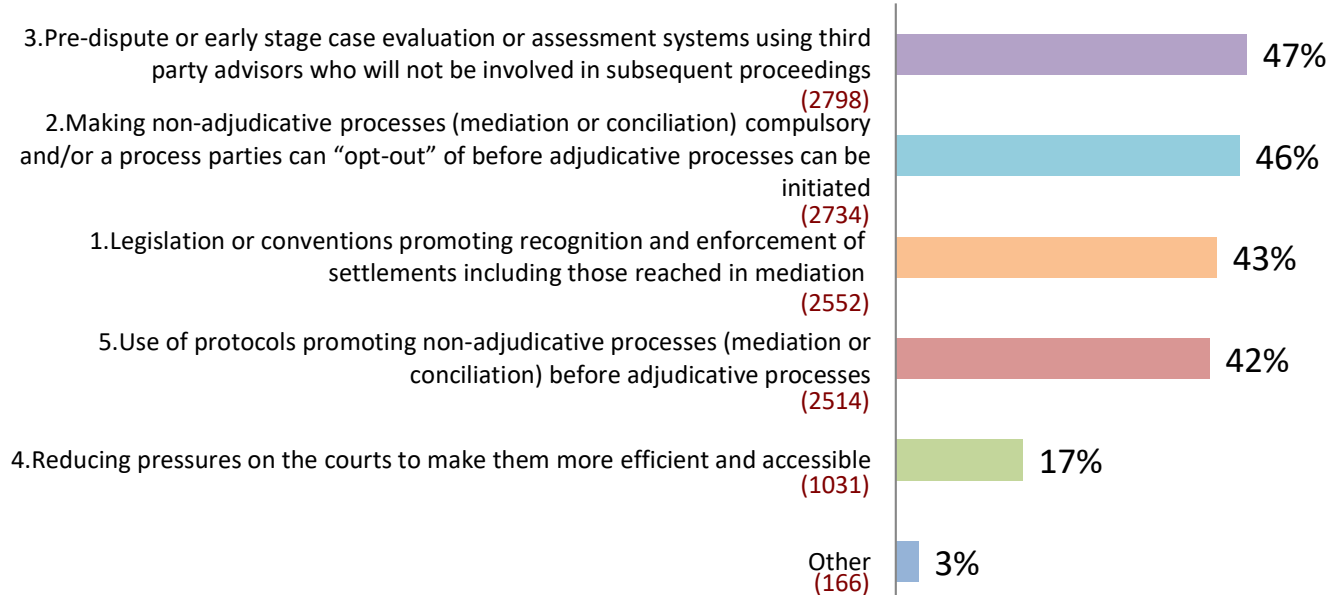 3.Pre-dispute or early stage case evaluation or assessment systems using third
party advisors who will not be involved in subsequent proceedings
(2798)
47%
2.Making non-adjudicative processes (mediation or conciliation) compulsory
and/or a process parties can “opt-out” of before adjudicative processes can be
initiated
(2734)
46%
1.Legislation or conventions promoting recognition and enforcement of
settlements including those reached in mediation
(2552)
43%
5.Use of protocols promoting non-adjudicative processes (mediation or
conciliation) before adjudicative processes
(2514)
42%
4.Reducing pressures on the courts to make them more efficient and accessible
(1031)
17%
Other
(166)
3%